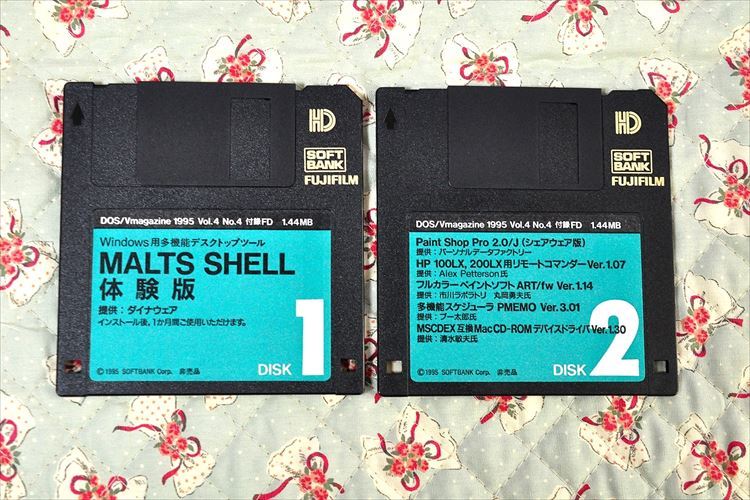 HD
SOFT
BANK
FUJIFILM
DOS/Vmagazine 1995 Vol.4 No.4 付録FD 1.44MB
Windows用多機能デスクトップツール
MALTS SHELL
体験版
提供：ダイナウェア
インストール後，1か月間ご使用いただけます。
©1995 SOFTBANK Corp. 非売品
DISK 1
HD
SOFT
BANK
FUJIFILM
DOS/Vmagazine 1995 Vol.4 No.4 付録FD 1.44MB
Paint Shop Pro 2.0/J（シェアウェア版）
提供：パーソナルデータファクトリー
HP 100LX, 200LX用リモートコマンダーVer.1.07
提供：Alex Petterson氏
フルカラーペイントソフト ART/fw Ver.1.14
提供：市川ラボラトリ 丸岡勇夫氏
多機能スケジューラ PMEMO Ver.3.01
提供：プー太郎氏
MSCDEX互換MacCD-ROMデバイスドライバVer.1.30
提供：清水敏夫氏
©1995 SOFTBANK Corp. 非売品
DISK 2